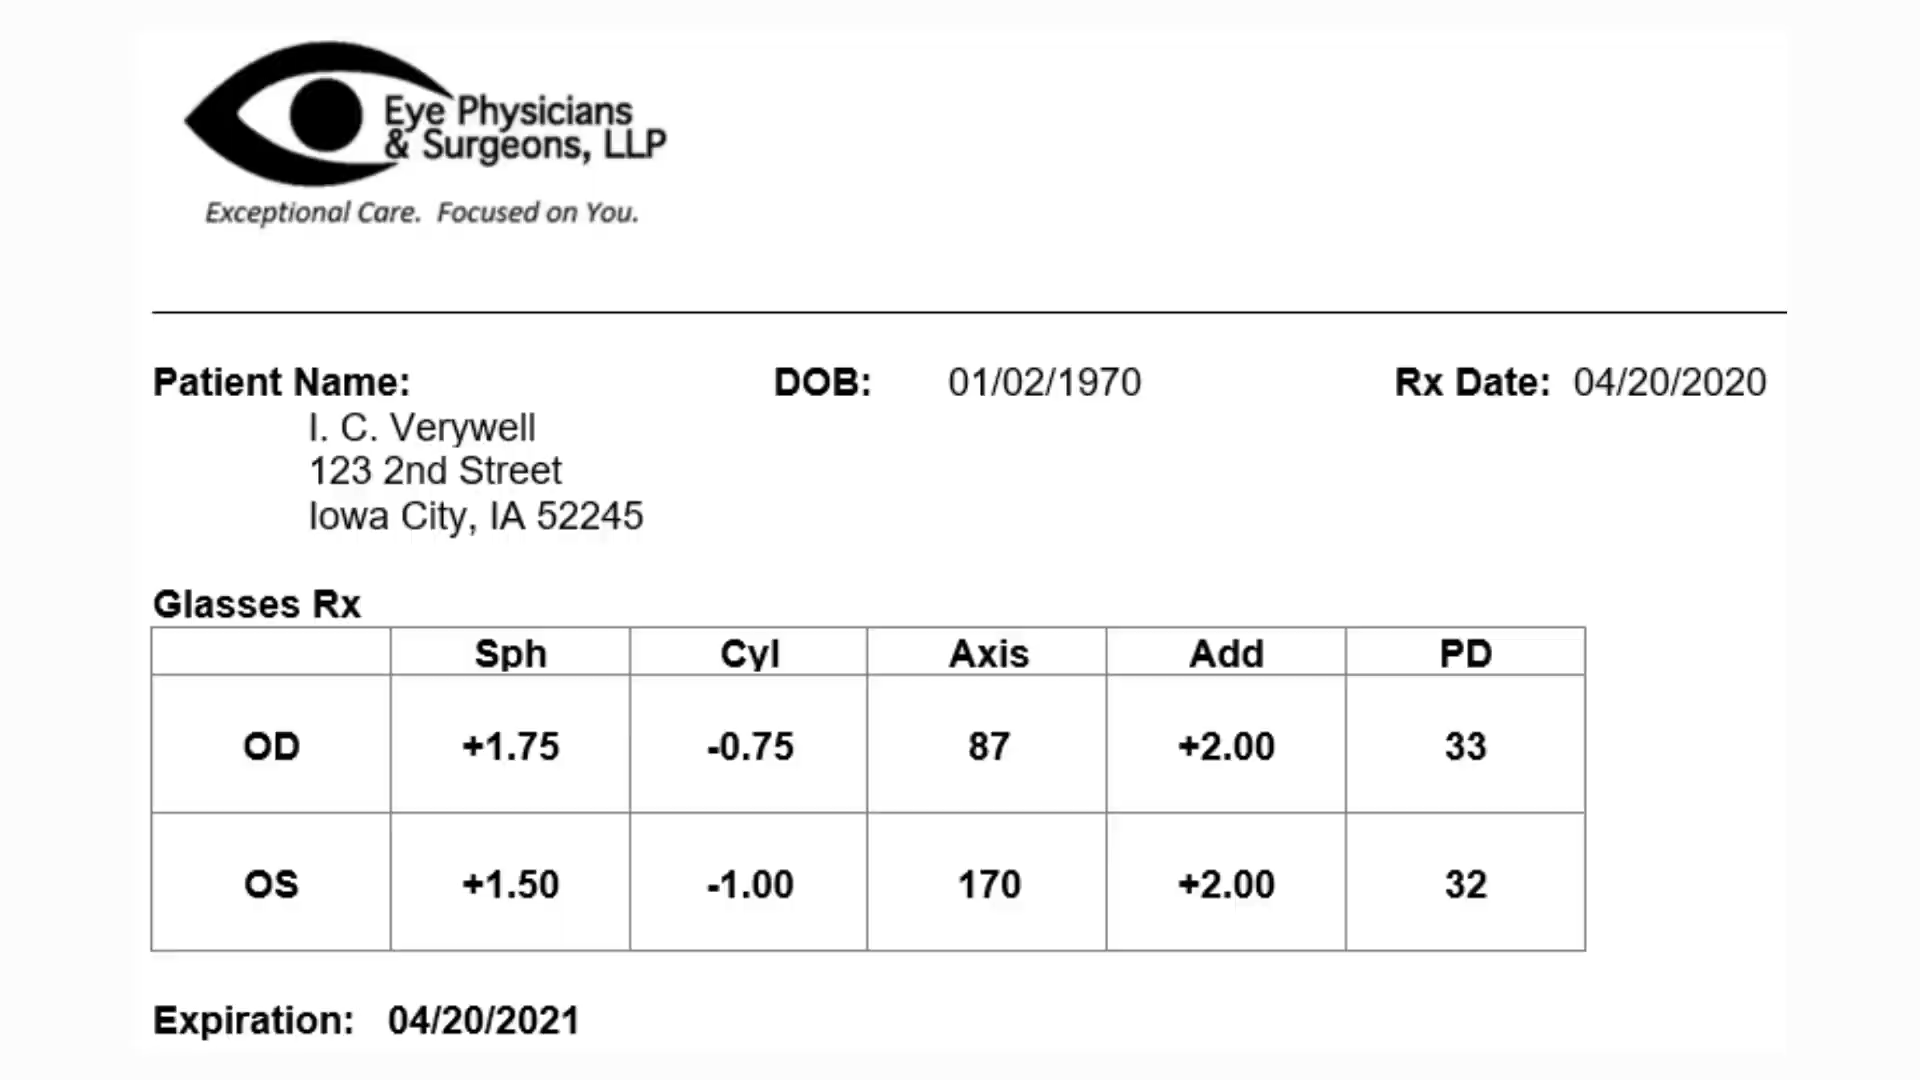 Eye Physicians
& Surgeons, LLP
Exceptional Care. Focused on You.
Patient Name: DOB: 01/02/1970 Rx Date: 04/20/2020
I. C. Verywell
123 2nd Street
Iowa City, IA 52245
Glasses Rx
Sph Cyl Axis Add PD
OD +1.75 -0.75 87 +2.00 33
OS +1.50 -1.00 170 +2.00 32
Expiration: 04/20/2021